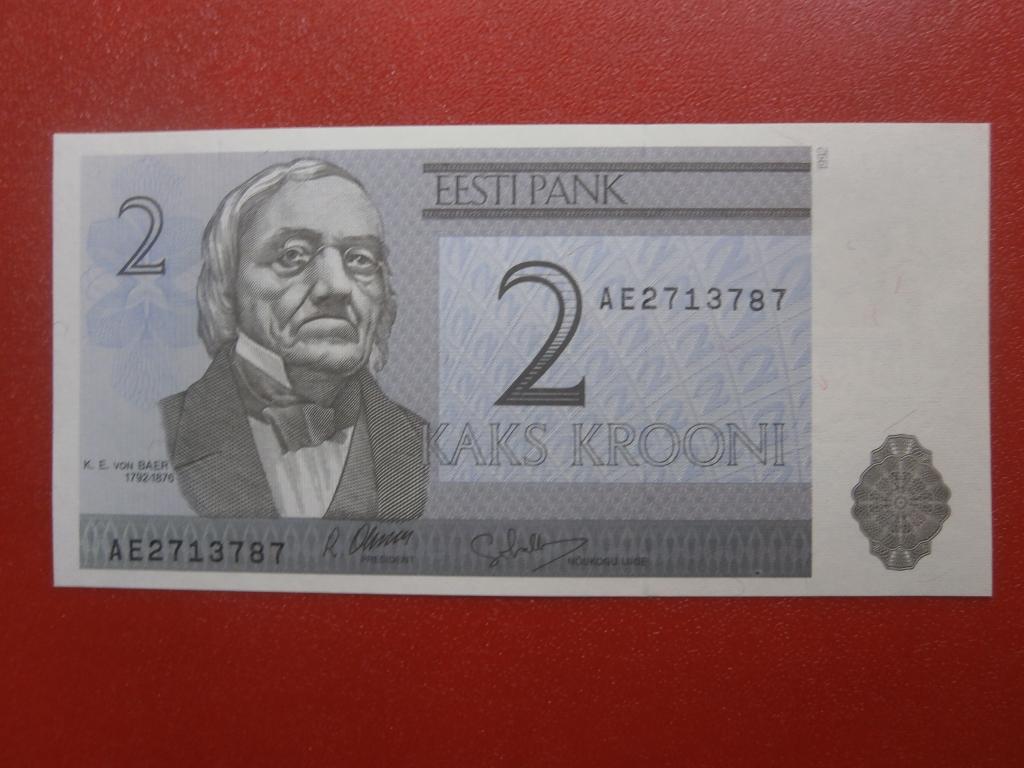 1992
EESTI PANK
2
2
AE2713787
KAKS KROONI
K. E. VON BAER
1792-1876
AE2713787
PRESIDENT
NÕUKOGU LIIGE